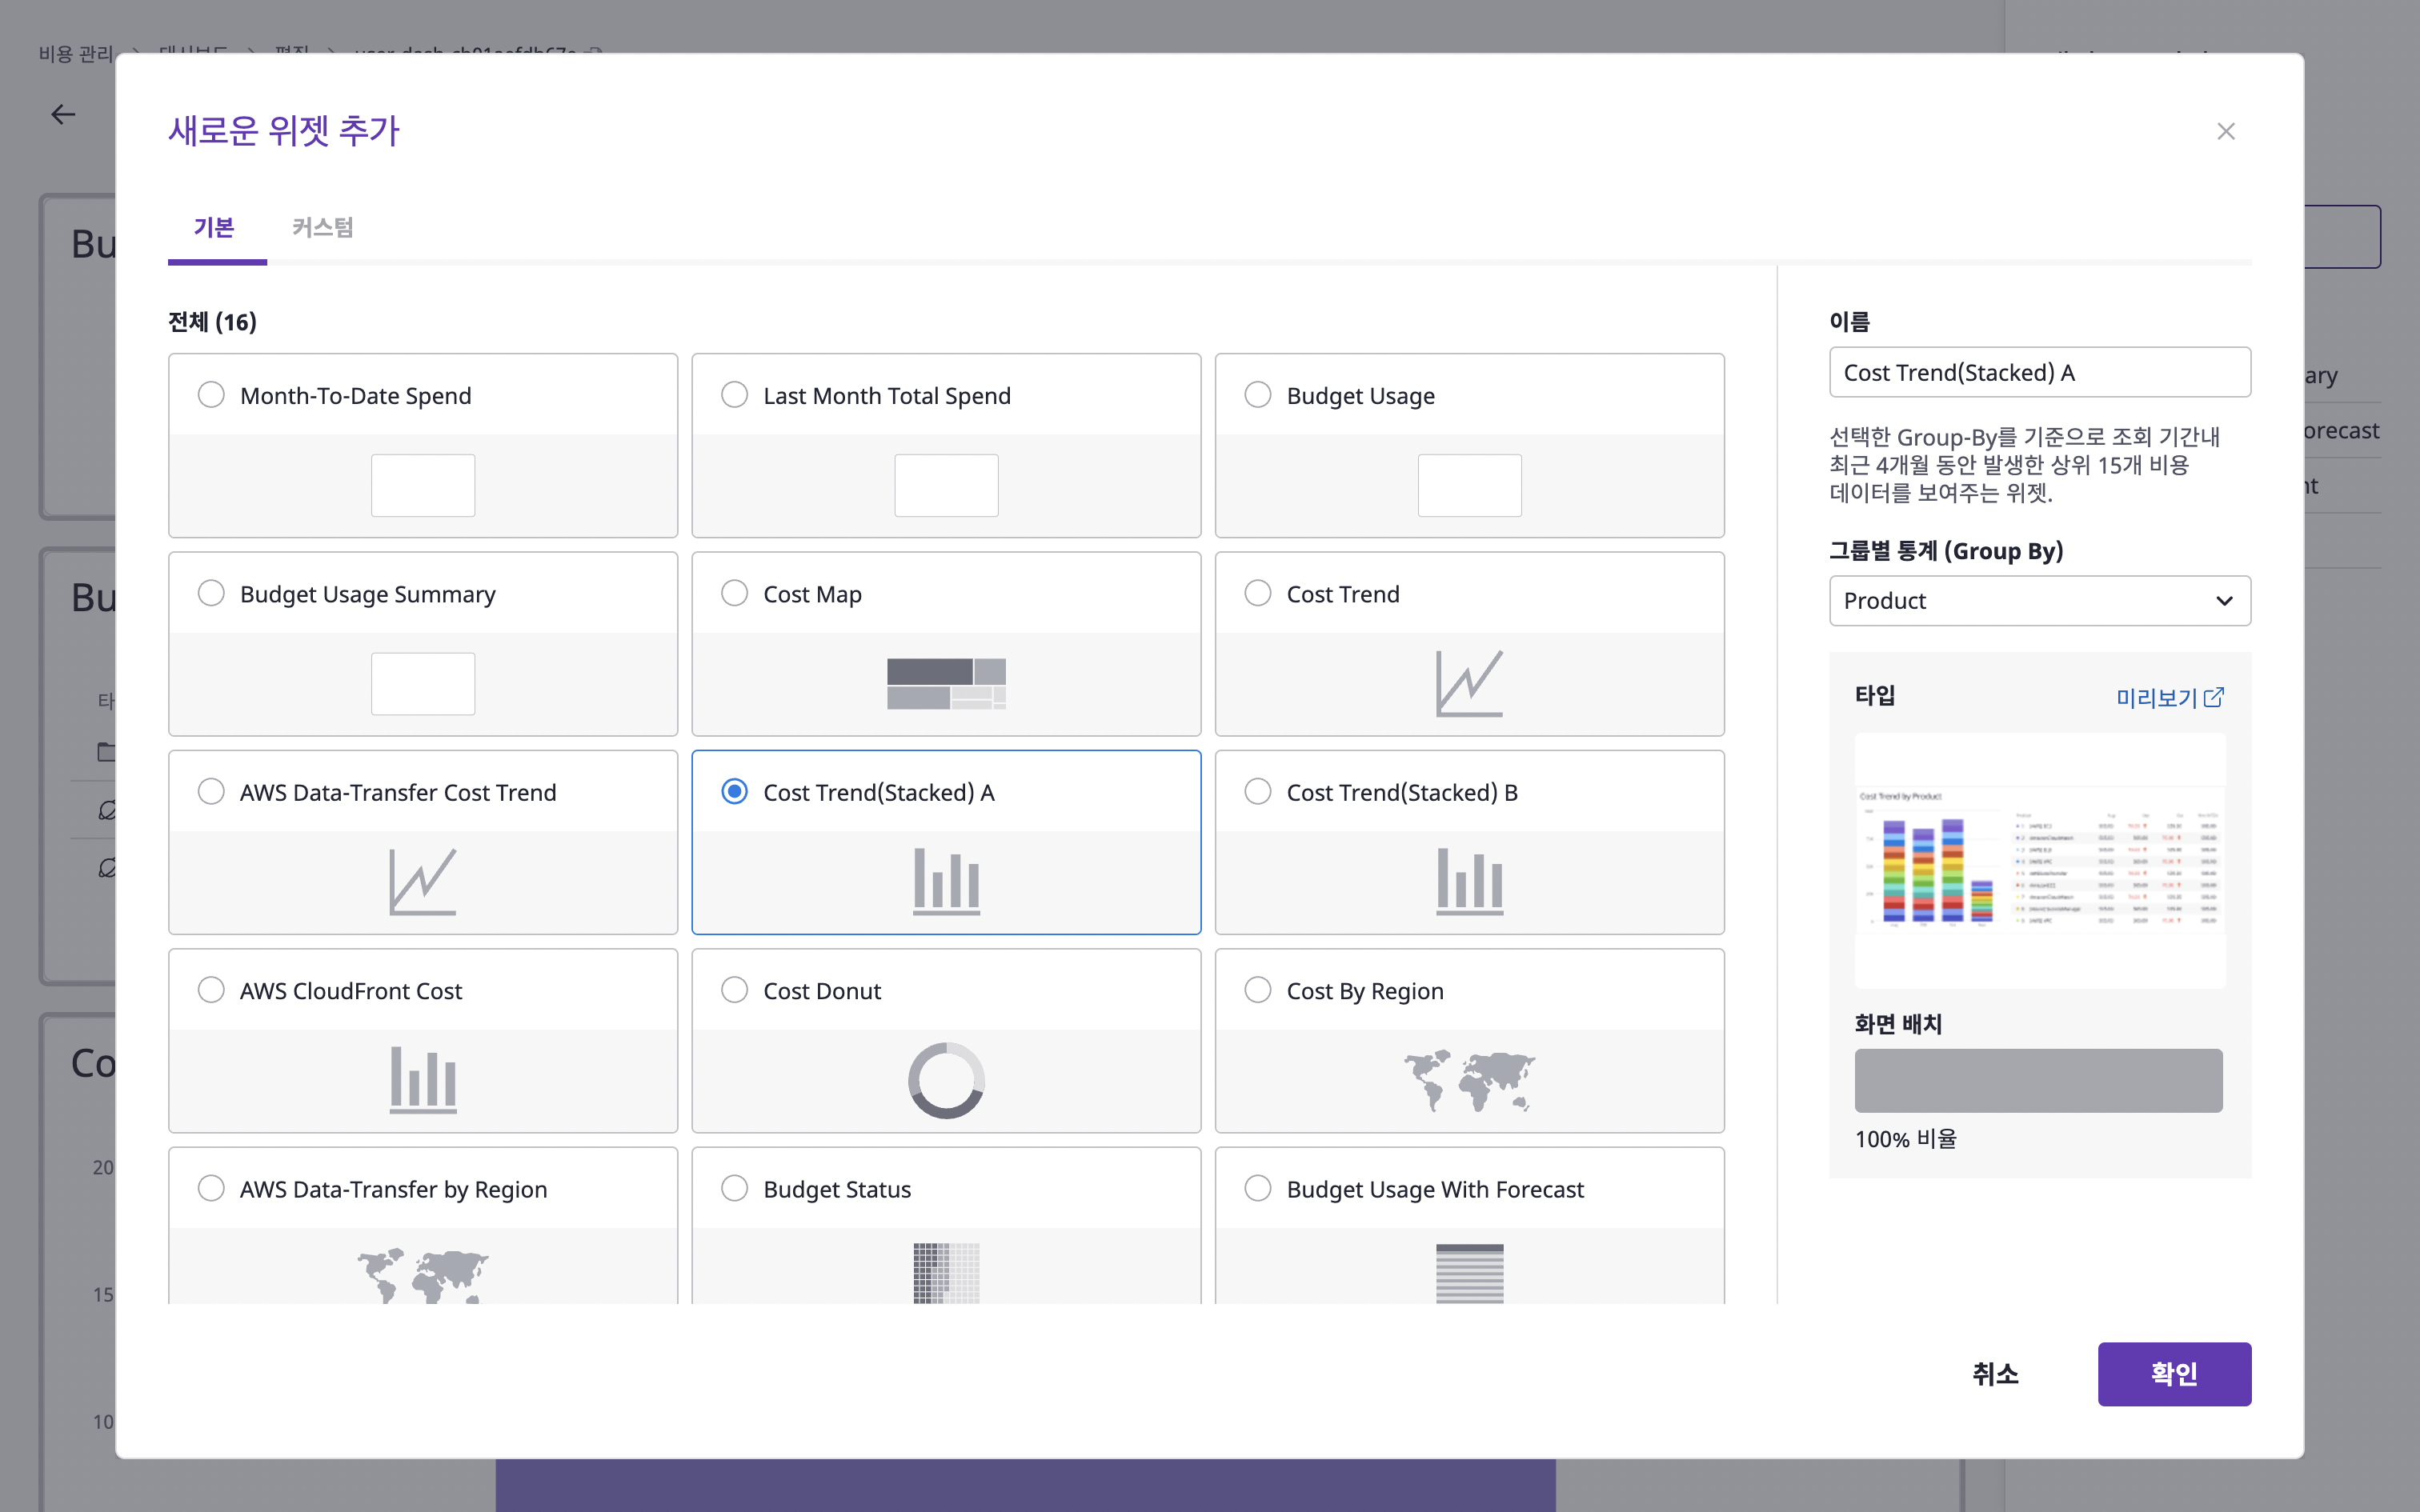 비용 관리
새로운 위젯 추가
기본
커스텀
전체 (16)
Month-To-Date Spend
Last Month Total Spend
Budget Usage
Budget Usage Summary
Cost Map
Cost Trend
AWS Data-Transfer Cost Trend
Cost Trend(Stacked) A
Cost Trend(Stacked) B
AWS CloudFront Cost
Cost Donut
Cost By Region
AWS Data-Transfer by Region
Budget Status
Budget Usage With Forecast
이름
Cost Trend(Stacked) A
선택한 Group-By를 기준으로 조회 기간내
최근 4개월 동안 발생한 상위 15개 비용
데이터를 보여주는 위젯.
그룹별 통계 (Group By)
Product
타입
미리보기
Cost Trend by Product
화면 배치
100% 비율
취소
확인
Bu
Bu
타
Co
20
15
10
ary
orecast
nt